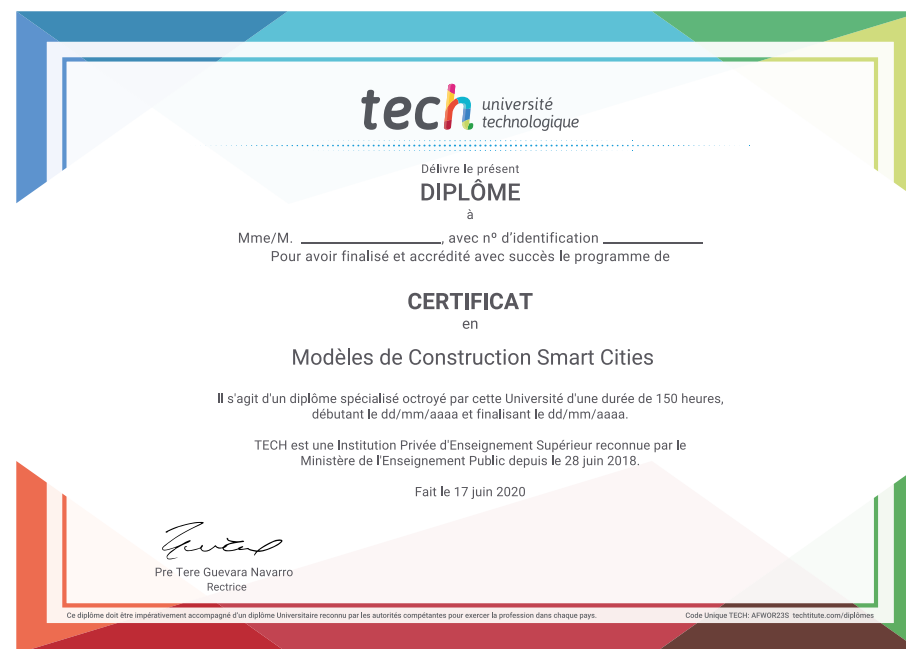 tech université
technologique
Délivre le présent
DIPLÔME
à
Mme/M. ____________________, avec nº d'identification ______________
Pour avoir finalisé et accrédité avec succès le programme de
CERTIFICAT
en
Modèles de Construction Smart Cities
Il s'agit d'un diplôme spécialisé octroyé par cette Université d'une durée de 150 heures,
débutant le dd/mm/aaaa et finalisant le dd/mm/aaaa.
TECH est une Institution Privée d'Enseignement Supérieur reconnue par le
Ministère de l'Enseignement Public depuis le 28 juin 2018.
Fait le 17 juin 2020
Pre Tere Guevara Navarro
Rectrice
Ce diplôme doit être impérativement accompagné d'un diplôme Universitaire reconnu par les autorités compétantes pour exercer la profession dans chaque pays.
Code Unique TECH: AFWOR23S techtitute.com/diplômes